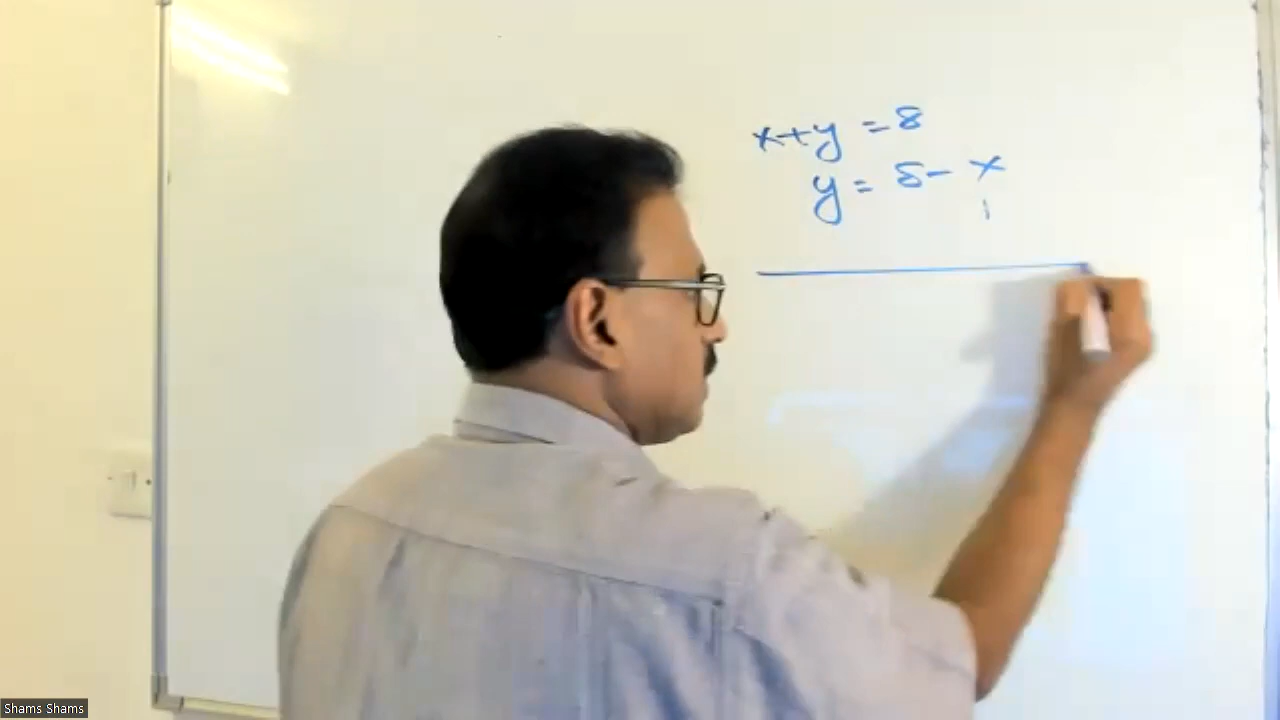 x+y = 8
y = 8- x
Shams Shams